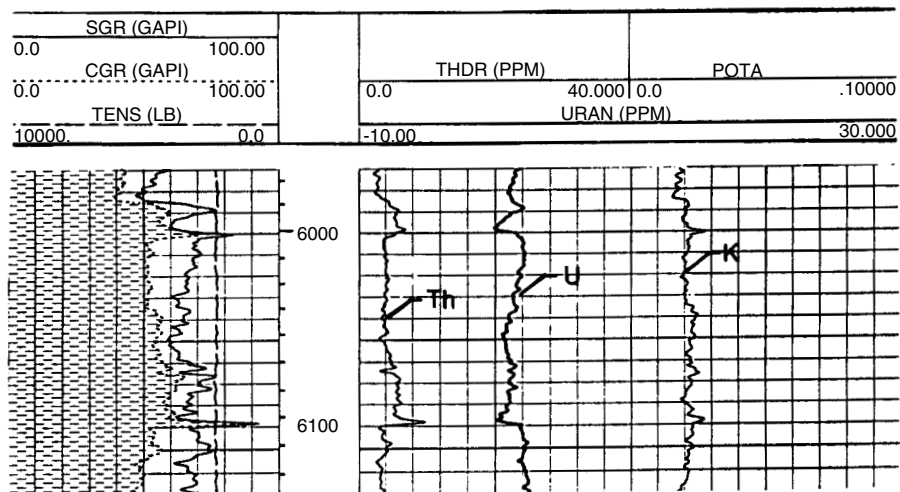 SGR (GAPI)
0.0 100.00
CGR (GAPI) THDR (PPM) POTA
0.0 100.00 0.0 40.000 0.0 .10000
TENS (LB) URAN (PPM)
10000. 0.0 -10.00 30.000
6000
K
U
Th
6100